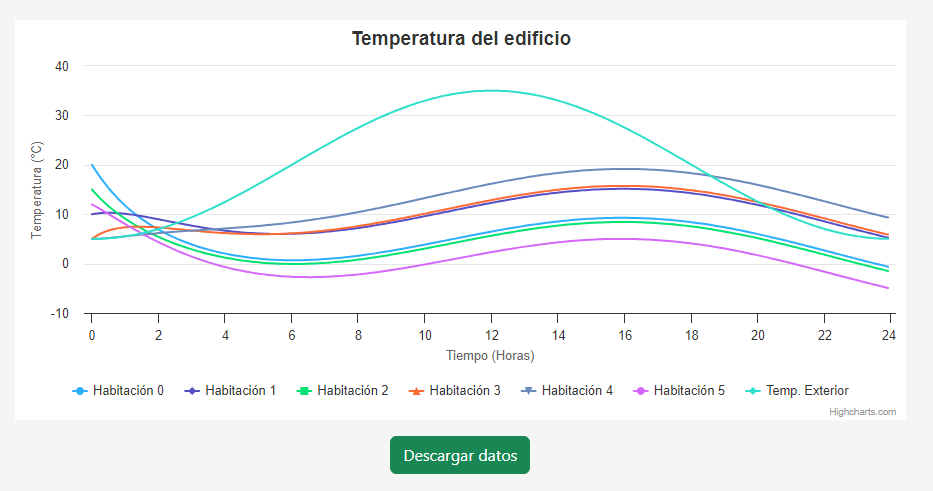 Temperatura del edificio
Temperatura (°C)
40
30
20
10
0
-10
0 2 4 6 8 10 12 14 16 18 20 22 24
Tiempo (Horas)
Habitación 0 Habitación 1 Habitación 2 Habitación 3 Habitación 4 Habitación 5 Temp. Exterior
Highcharts.com
Descargar datos